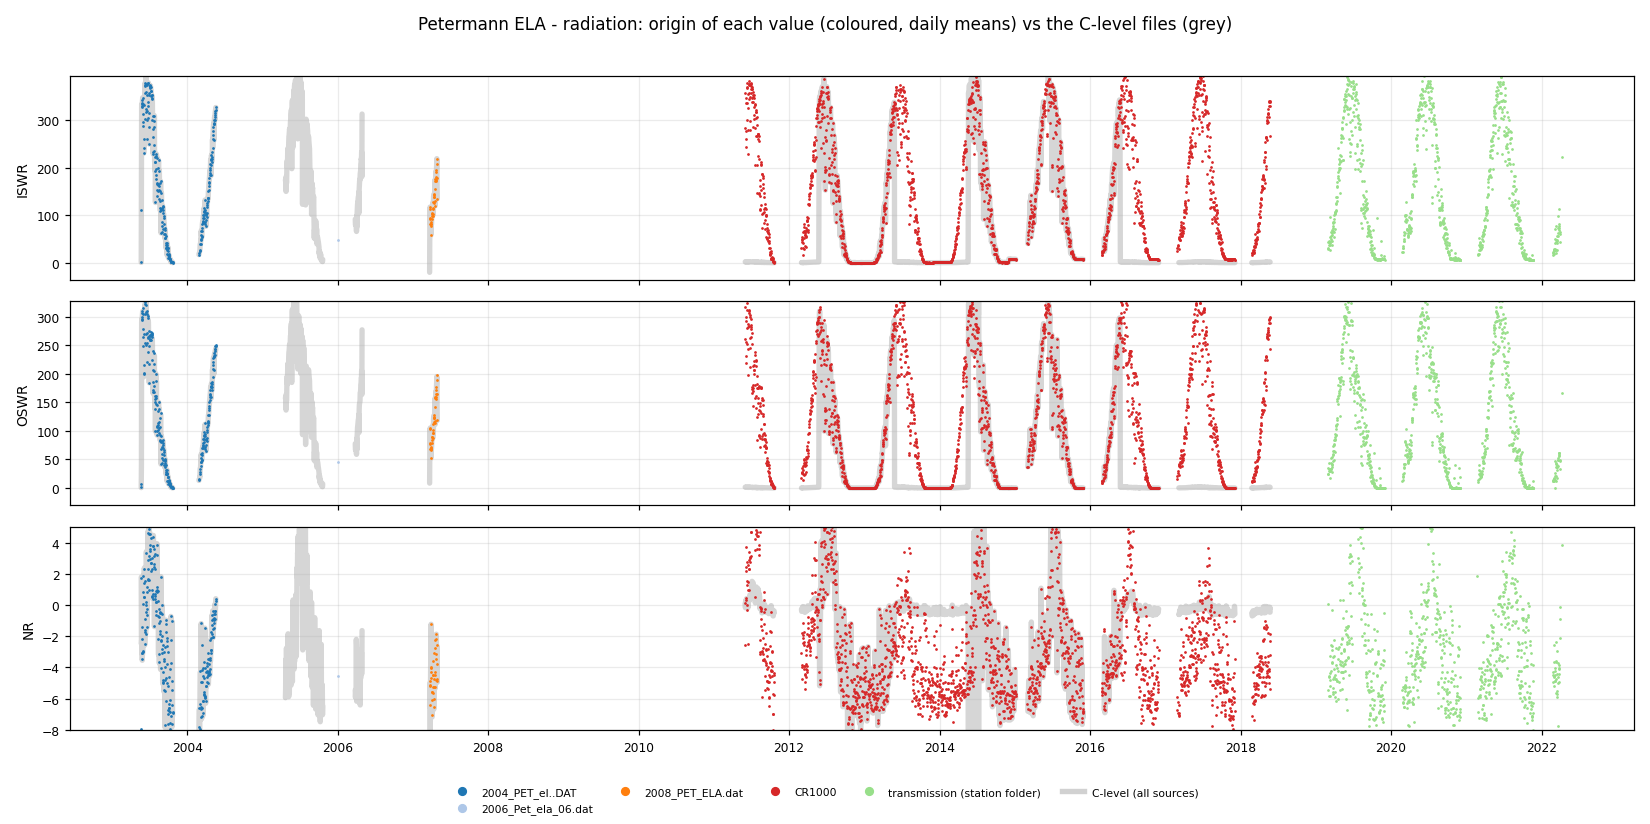 Petermann ELA - radiation: origin of each value (coloured, daily means) vs the C-level files (grey)
300
200
100
0
ISWR
300
250
200
150
100
50
0
OSWR
4
2
0
−2
−4
−6
−8
NR
2004 2006 2008 2010 2012 2014 2016 2018 2020 2022
2004_PET_el..DAT 2008_PET_ELA.dat CR1000 transmission (station folder) C-level (all sources)
2006_Pet_ela_06.dat